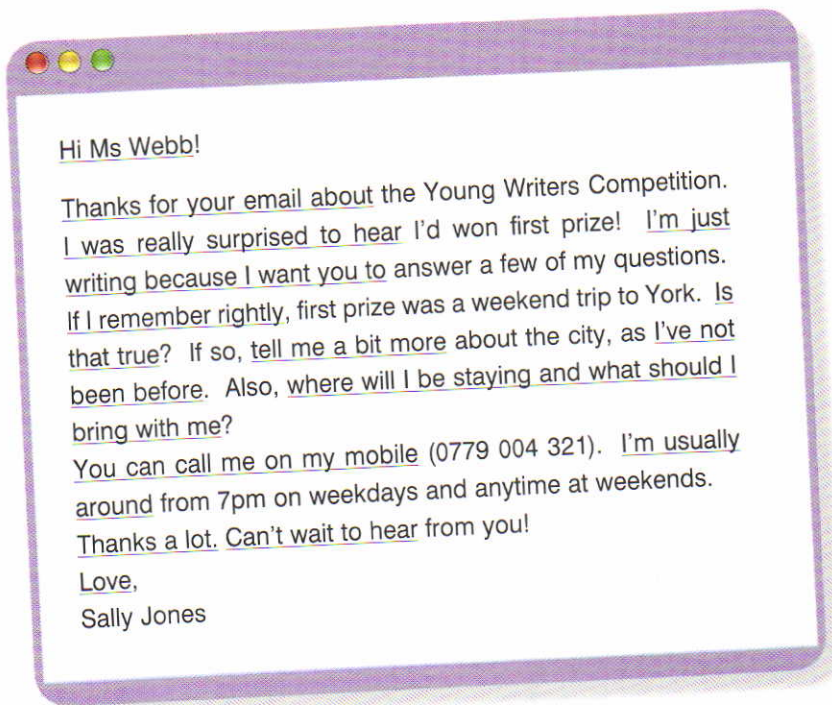 Hi Ms Webb!
Thanks for your email about the Young Writers Competition.
I was really surprised to hear I'd won first prize! I'm just
writing because I want you to answer a few of my questions.
If I remember rightly, first prize was a weekend trip to York. Is
that true? If so, tell me a bit more about the city, as I've not
been before. Also, where will I be staying and what should I
bring with me?
You can call me on my mobile (0779 004 321). I'm usually
around from 7pm on weekdays and anytime at weekends.
Thanks a lot. Can't wait to hear from you!
Love,
Sally Jones